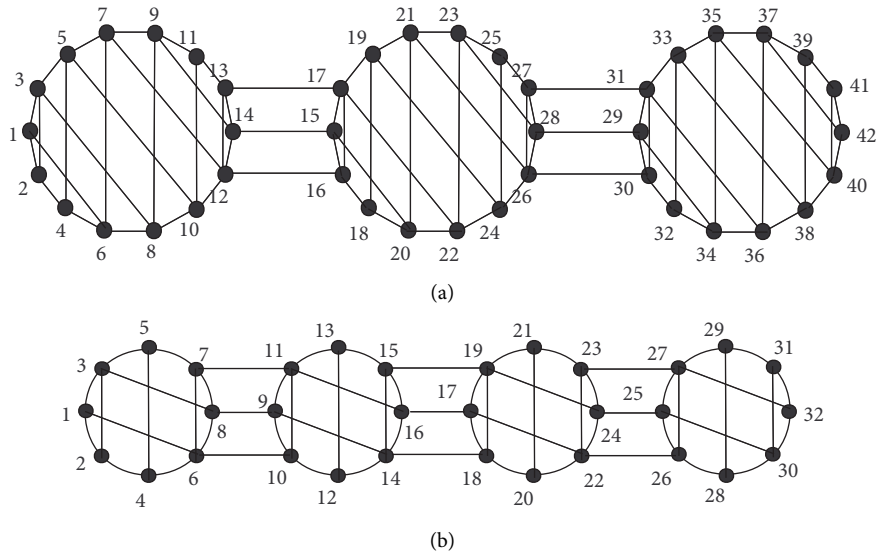 21 23
7 9 35 37
5 11 19 25 33 39
3 13 17 27 31 41
1 14 15 28 29 42
2 12 16 26 30 40
4 10 18 24 32 38
6 8 20 22 34 36
(a)
5 13 21 29
3 7 11 15 19 23 27 31
1 8 9 16 17 24 25 32
2 6 10 14 18 22 26 30
4 12 20 28
(b)